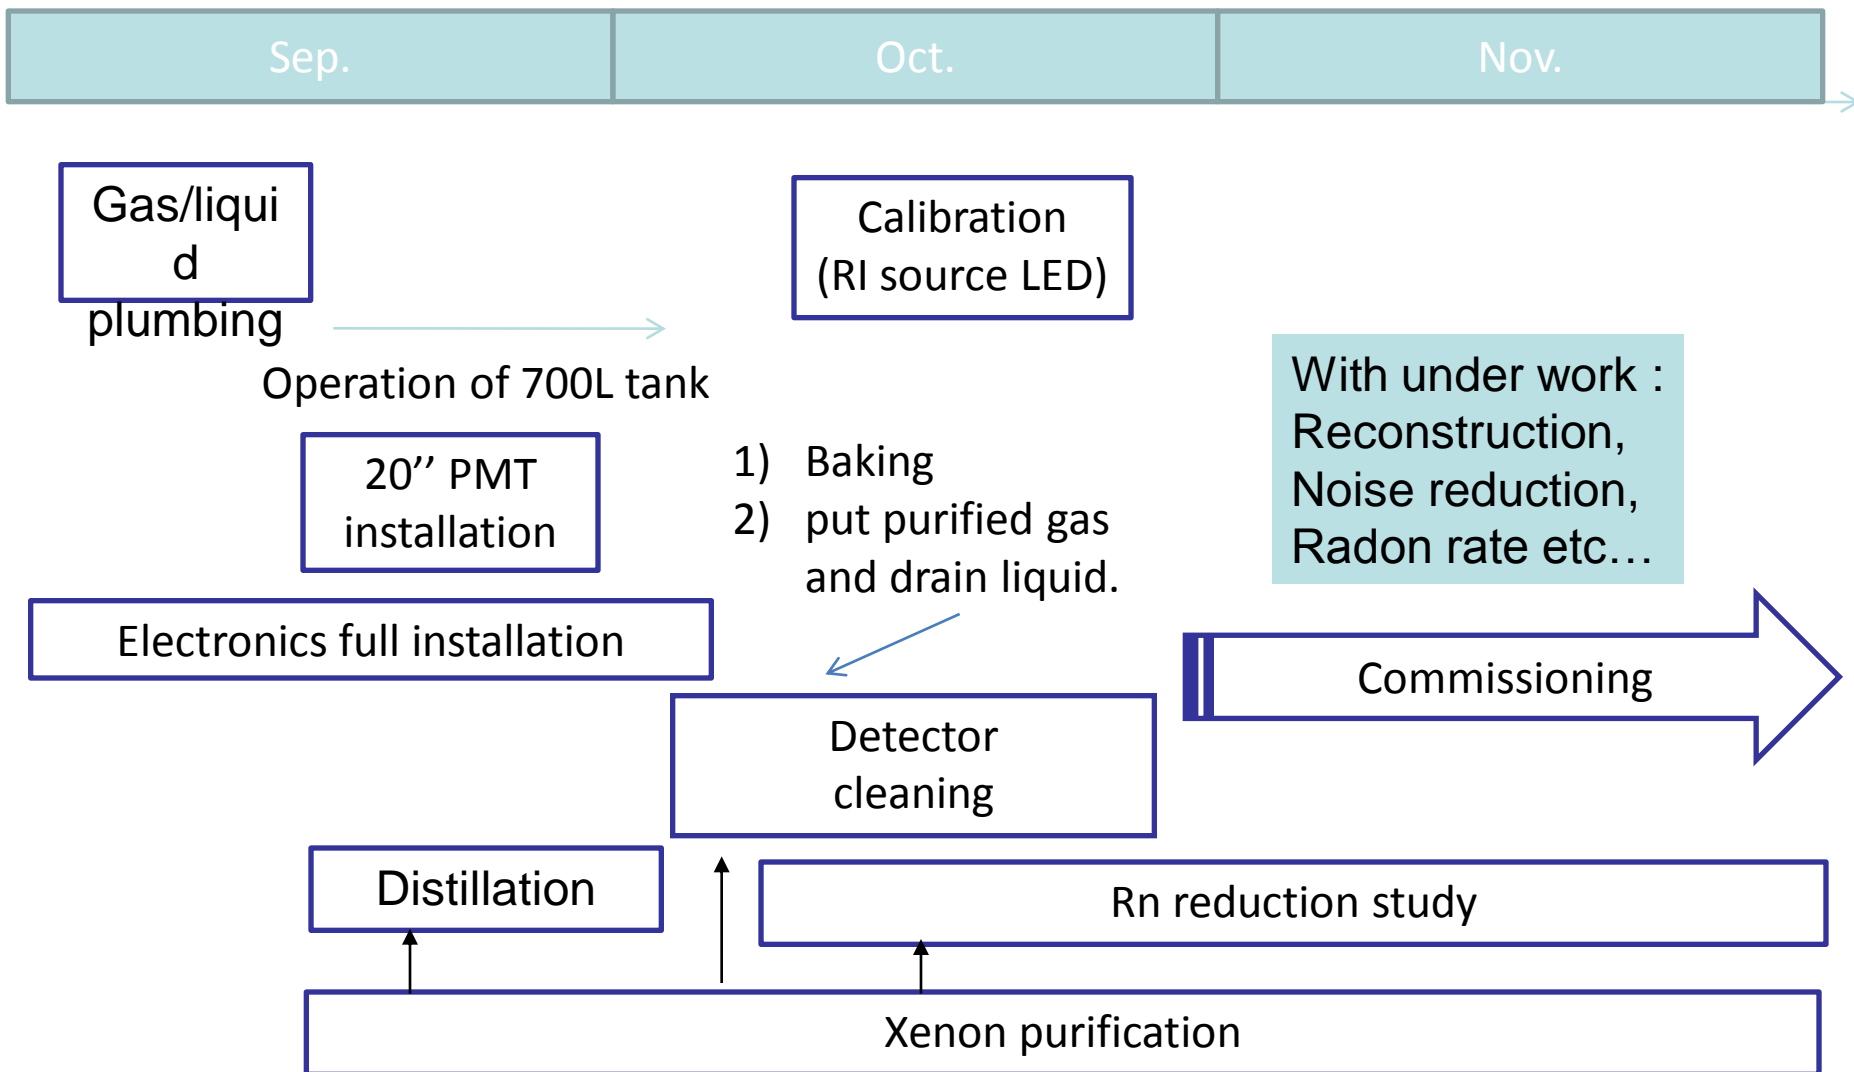 Sep.
Oct.
Nov.
Gas/liqui
d
plumbing
Calibration
(RI source LED)
Operation of 700L tank
20’’ PMT
installation
1) Baking
2) put purified gas
and drain liquid.
With under work :
Reconstruction,
Noise reduction,
Radon rate etc…
Electronics full installation
Commissioning
Detector
cleaning
Distillation
Rn reduction study
Xenon purification